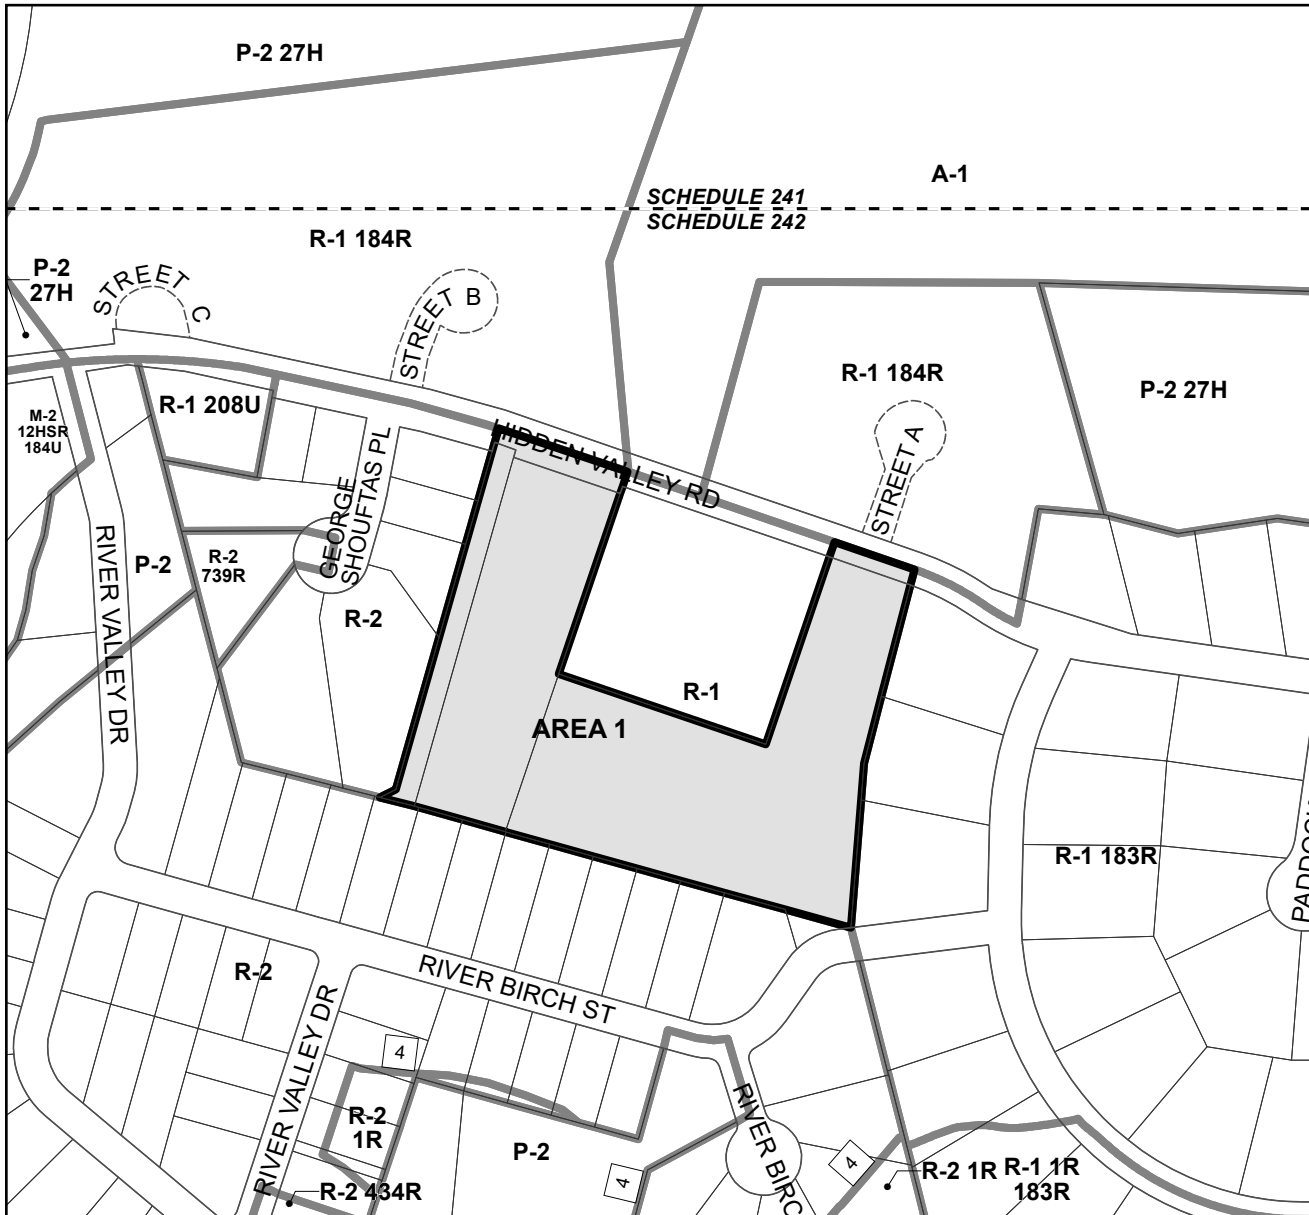 P-2 27H
A-1
SCHEDULE 241
SCHEDULE 242
R-1 184R
P-2
27H
STREET C
STREET B
R-1 184R
P-2 27H
R-1 208U
M-2
12HSR
184U
HIDDEN VALLEY RD
STREET A
GEORGE
SHOUFTAS PL
RIVER VALLEY DR
P-2
R-2
739R
R-2
R-1
AREA 1
R-1 183R
PADDOCK
R-2
RIVER BIRCH ST
RIVER VALLEY DR
4
R-2
1R
P-2
RIVER BIRC
4
4
R-2 434R
R-2 1R
R-1 1R
183R